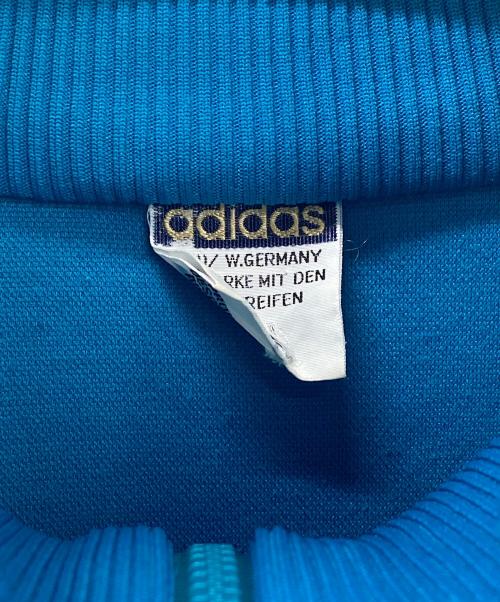 adidas
W.GERMANY
RKE MIT DEN
REIFEN